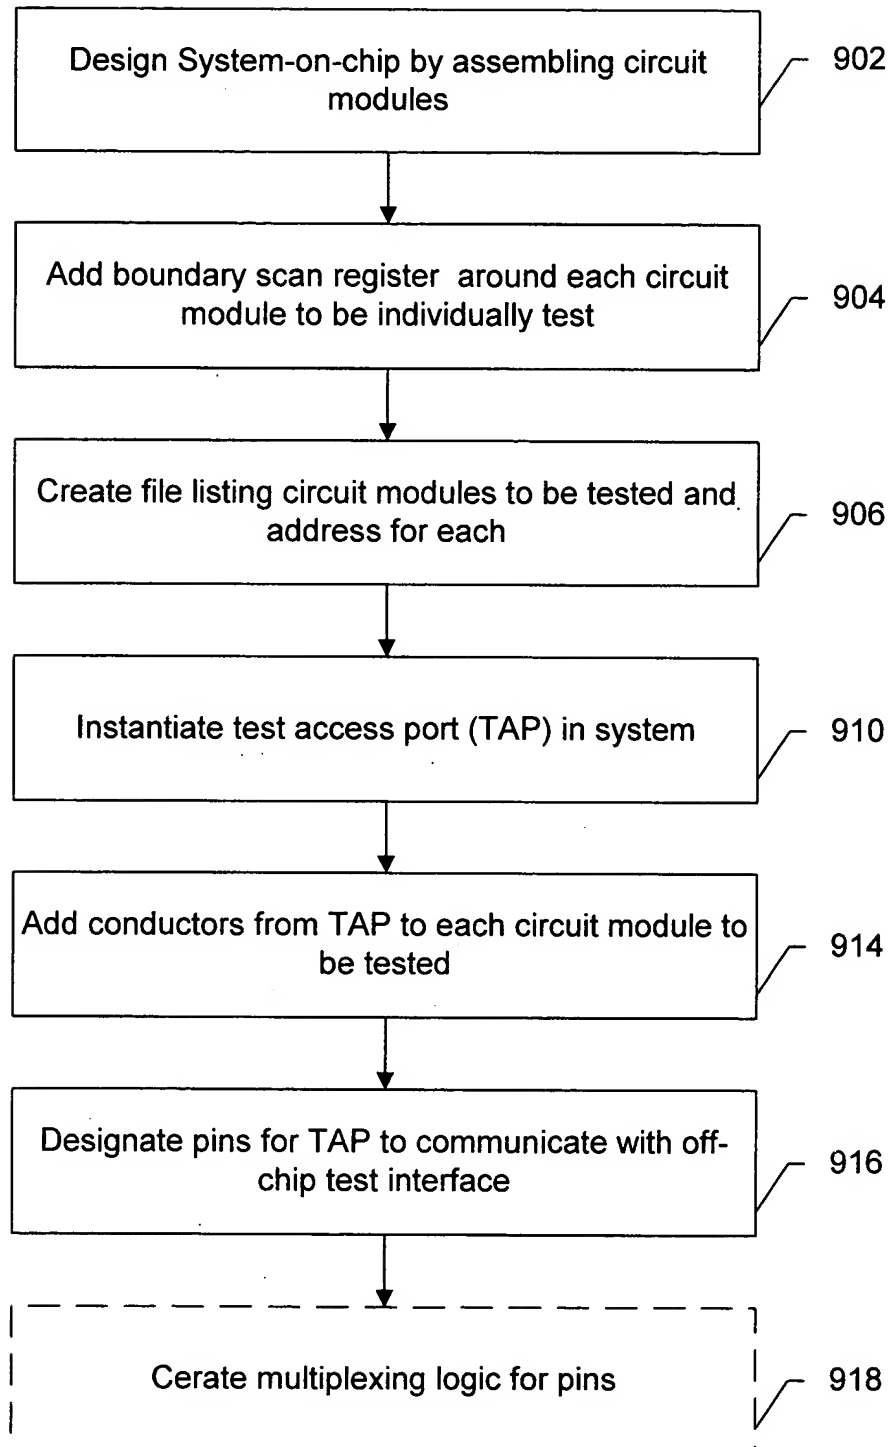 Design System-on-chip by assembling circuit
modules
902
Add boundary scan register around each circuit
module to be individually test
904
Create file listing circuit modules to be tested and
address for each
906
Instantiate test access port (TAP) in system
910
Add conductors from TAP to each circuit module to
be tested
914
Designate pins for TAP to communicate with off-
chip test interface
916
Cerate multiplexing logic for pins
918